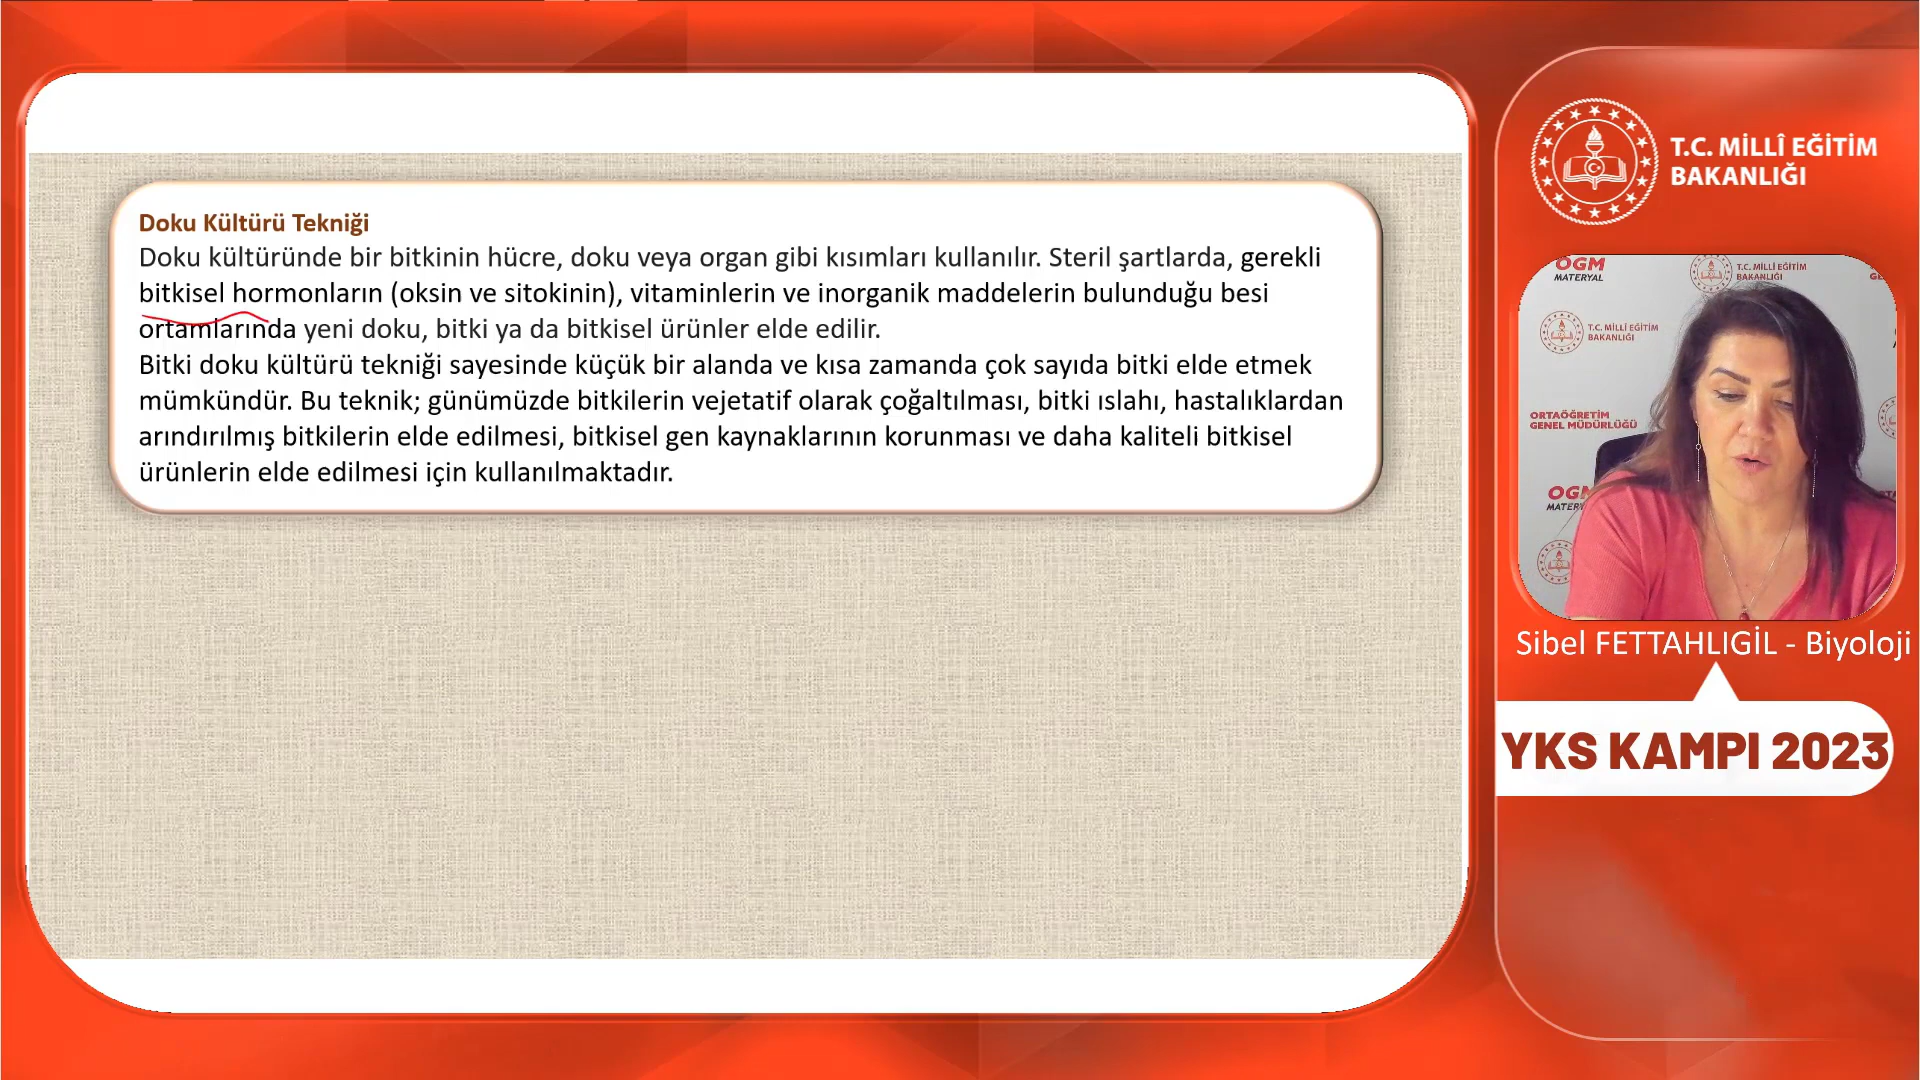 Doku Kültürü Tekniği
Doku kültüründe bir bitkinin hücre, doku veya organ gibi kısımları kullanılır. Steril şartlarda, gerekli
bitkisel hormonların (oksin ve sitokinin), vitaminlerin ve inorganik maddelerin bulunduğu besi
ortamlarında yeni doku, bitki ya da bitkisel ürünler elde edilir.
Bitki doku kültürü tekniği sayesinde küçük bir alanda ve kısa zamanda çok sayıda bitki elde etmek
mümkündür. Bu teknik; günümüzde bitkilerin vejetatif olarak çoğaltılması, bitki ıslahı, hastalıklardan
arındırılmış bitkilerin elde edilmesi, bitkisel gen kaynaklarının korunması ve daha kaliteli bitkisel
ürünlerin elde edilmesi için kullanılmaktadır.
T.C. MİLLÎ EĞİTİM
BAKANLIĞI
OGM
MATERYAL
T.C. MİLLÎ EĞİTİM
BAKANLIĞI
T.C. MİLLÎ EĞİTİM
BAKANLIĞI
ORTAÖĞRETİM
GENEL MÜDÜRLÜĞÜ
Sibel FETTAHLIGİL - Biyoloji
YKS KAMPI 2023